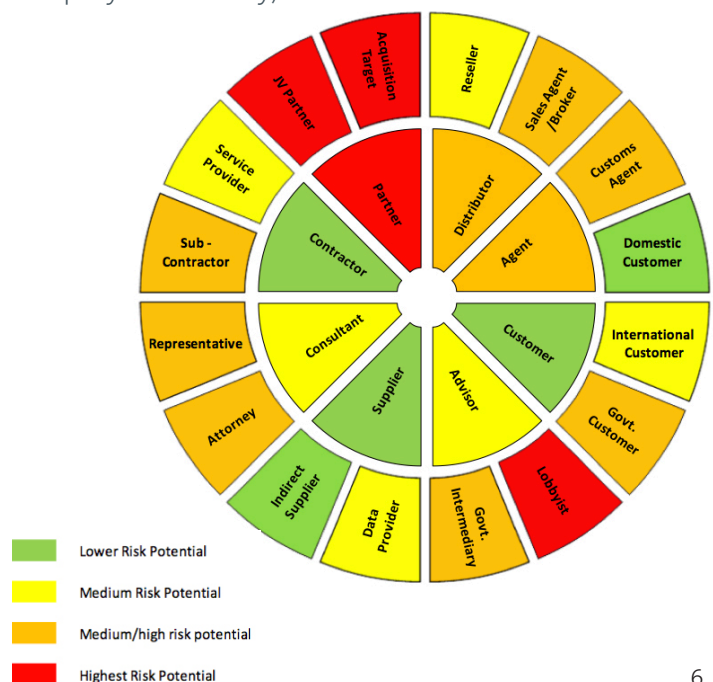 Acquisition
Target
Reseller
Sales Agent
/Broker
Customs
Agent
Domestic
Customer
International
Customer
Govt.
Customer
Lobbyist
Govt.
Intermediary
Data
Provider
Indirect
Supplier
Attorney
Representative
Sub -
Contractor
Service
Provider
JV Partner
Partner
Distributor
Agent
Customer
Advisor
Supplier
Consultant
Contractor
Lower Risk Potential
Medium Risk Potential
Medium/high risk potential
Highest Risk Potential
6